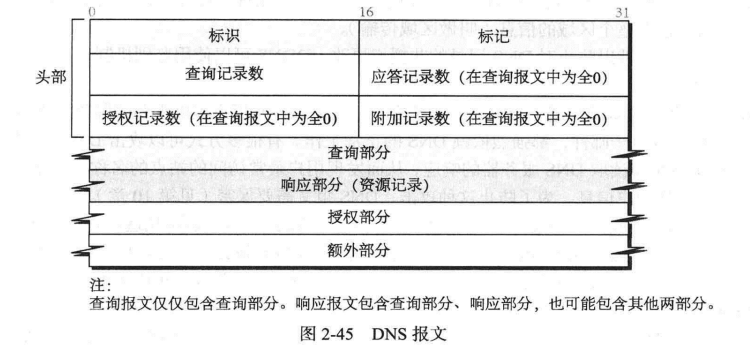 0 16 31
头部
标识 标记
查询记录数 应答记录数（在查询报文中为全0）
授权记录数（在查询报文中为全0） 附加记录数（在查询报文中为全0）
查询部分
响应部分（资源记录）
授权部分
额外部分
注：
查询报文仅仅包含查询部分。响应报文包含查询部分、响应部分，也可能包含其他两部分。
图 2-45 DNS 报文